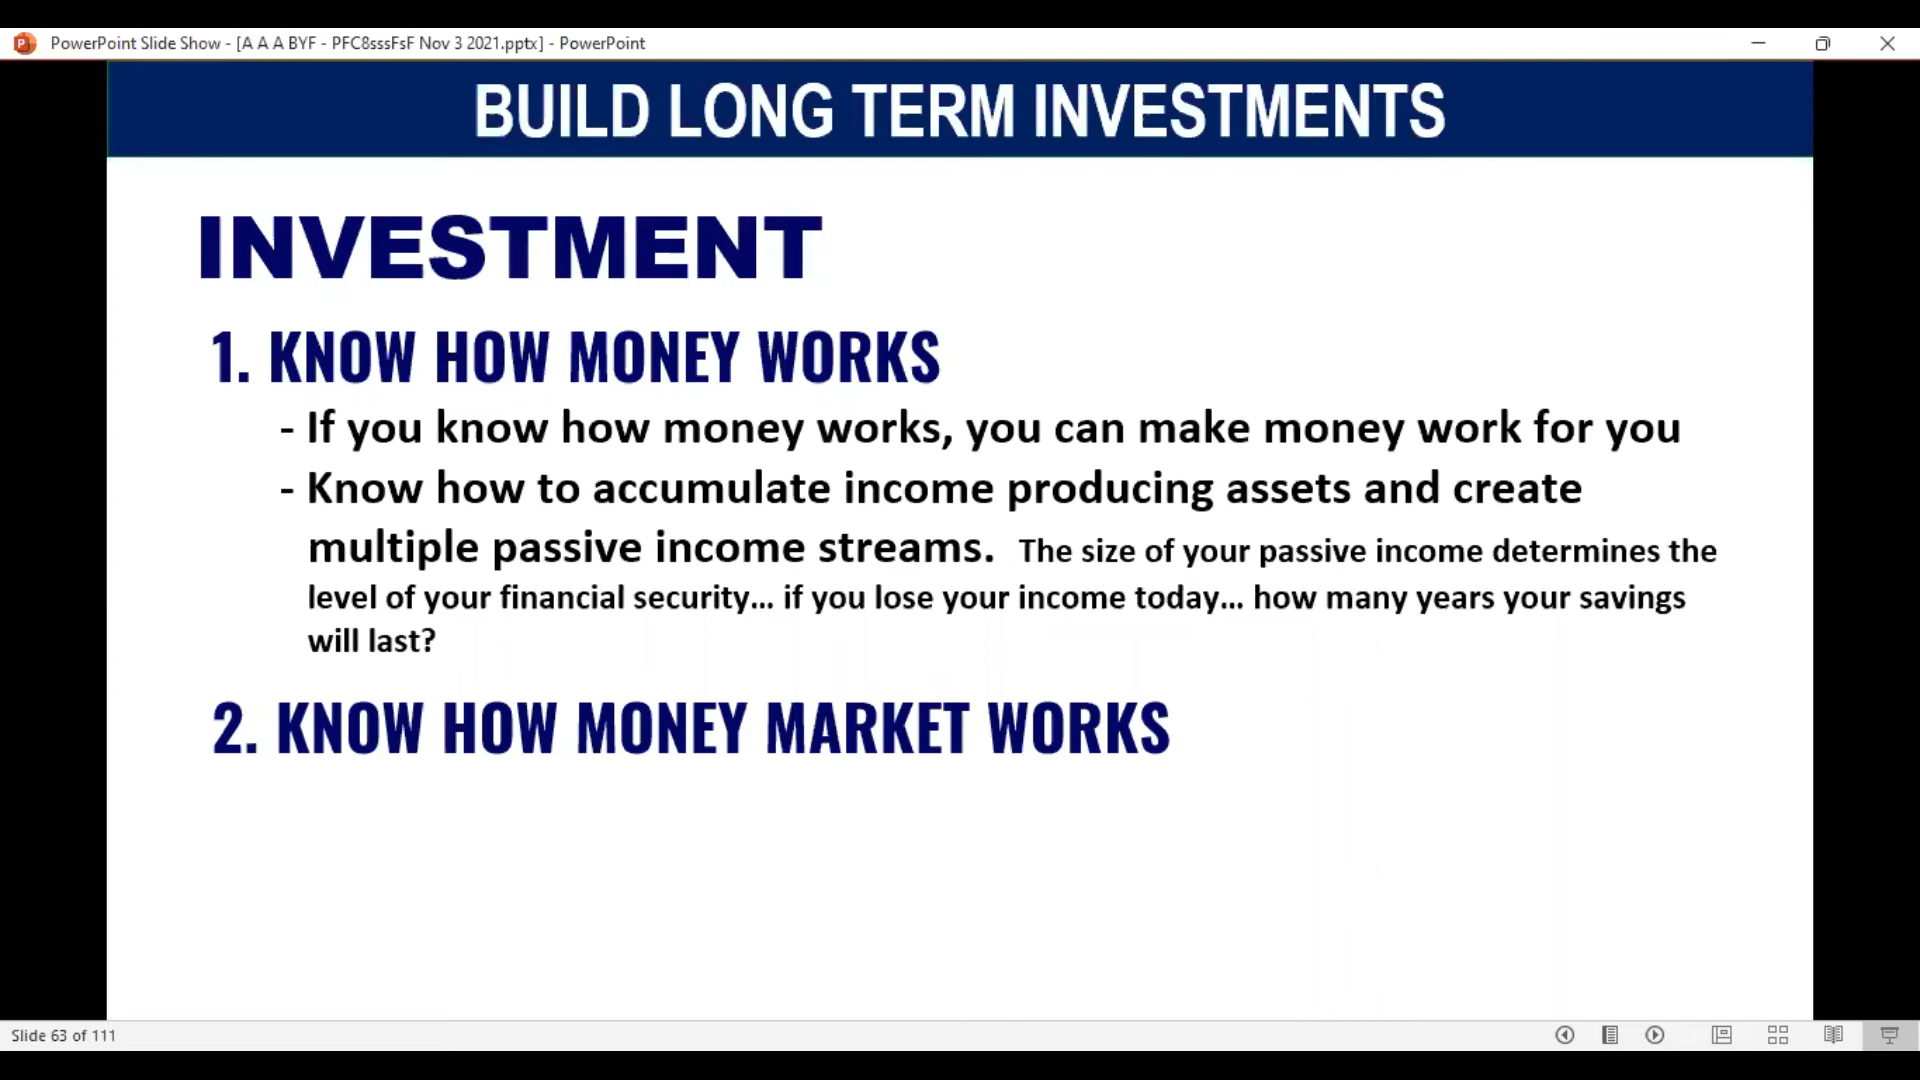 PowerPoint Slide Show - [A A A BYF - PFC8sssFsF Nov 3 2021.pptx] - PowerPoint
BUILD LONG TERM INVESTMENTS
INVESTMENT
1. KNOW HOW MONEY WORKS
- If you know how money works, you can make money work for you
- Know how to accumulate income producing assets and create
multiple passive income streams. The size of your passive income determines the
level of your financial security... if you lose your income today... how many years your savings
will last?
2. KNOW HOW MONEY MARKET WORKS
Slide 63 of 111